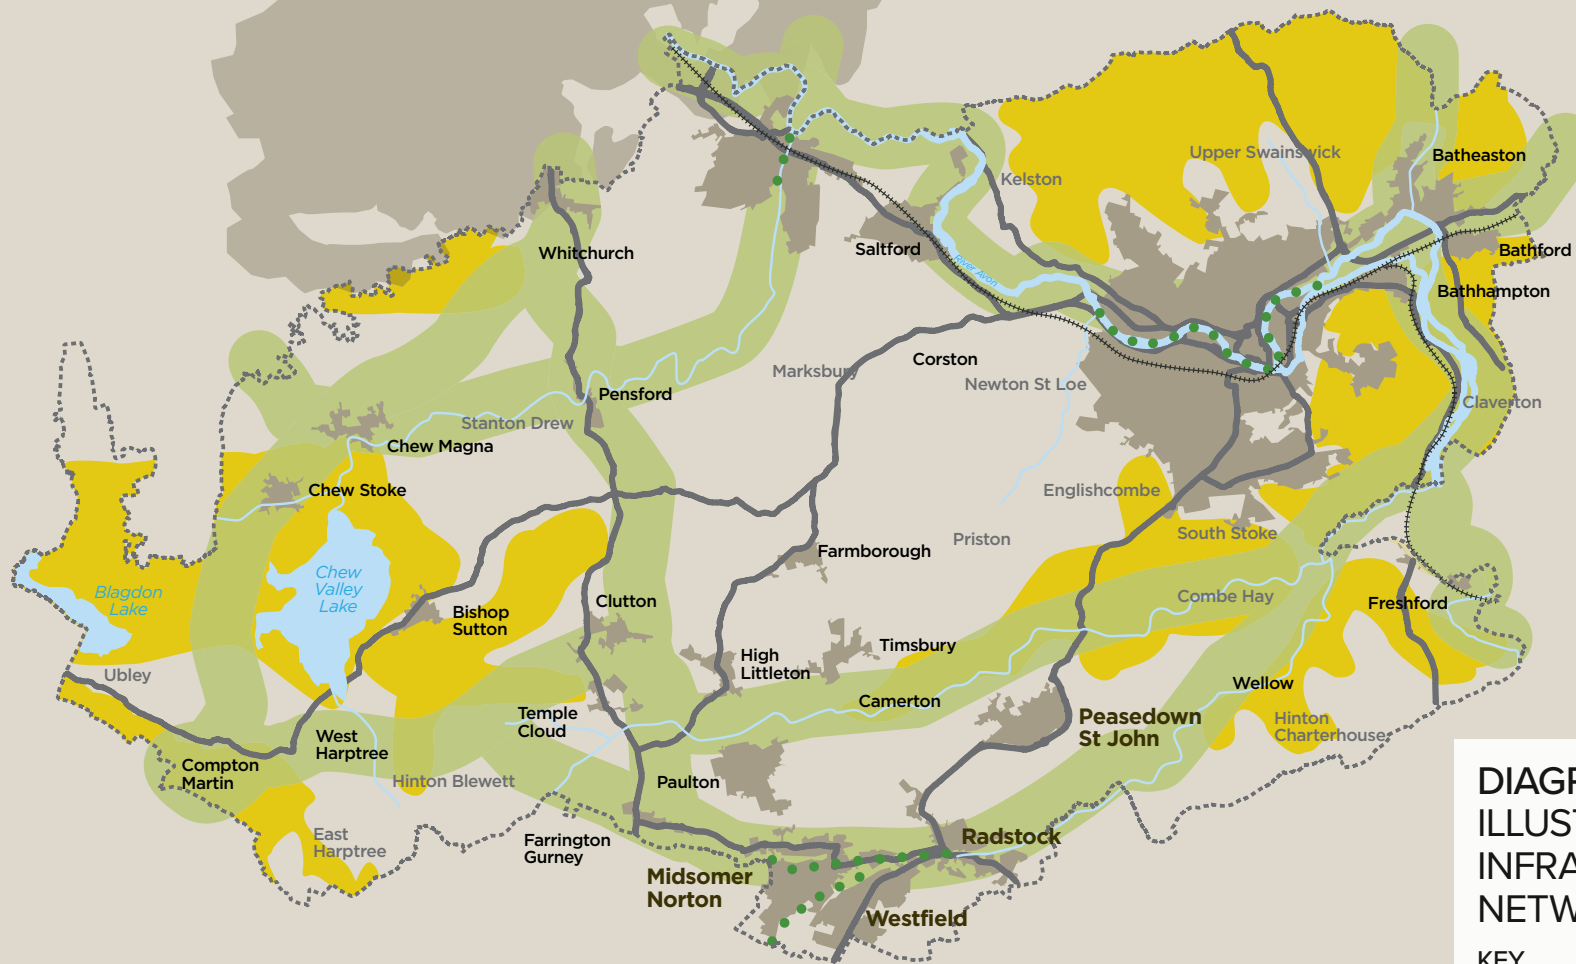 Upper Swainswick
Batheaston
Kelston
Whitchurch
Saltford
Bathford
River Avon
Bathhampton
Corston
Marksbury
Newton St Loe
Pensford
Claverton
Stanton Drew
Chew Magna
Chew Stoke
Englishcombe
South Stoke
Priston
Farmborough
Chew
Valley
Lake
Blagdon
Lake
Combe Hay
Clutton
Freshford
Bishop
Sutton
Timsbury
High
Littleton
Ubley
Wellow
Camerton
Temple
Cloud
Peasedown
St John
Hinton
Charterhouse
West
Harptree
Compton
Martin
Hinton Blewett
Paulton
East
Harptree
Farrington
Gurney
Radstock
Midsomer
Norton
Westfield
DIAGR
ILLUST
INFRA
NETW
KEY